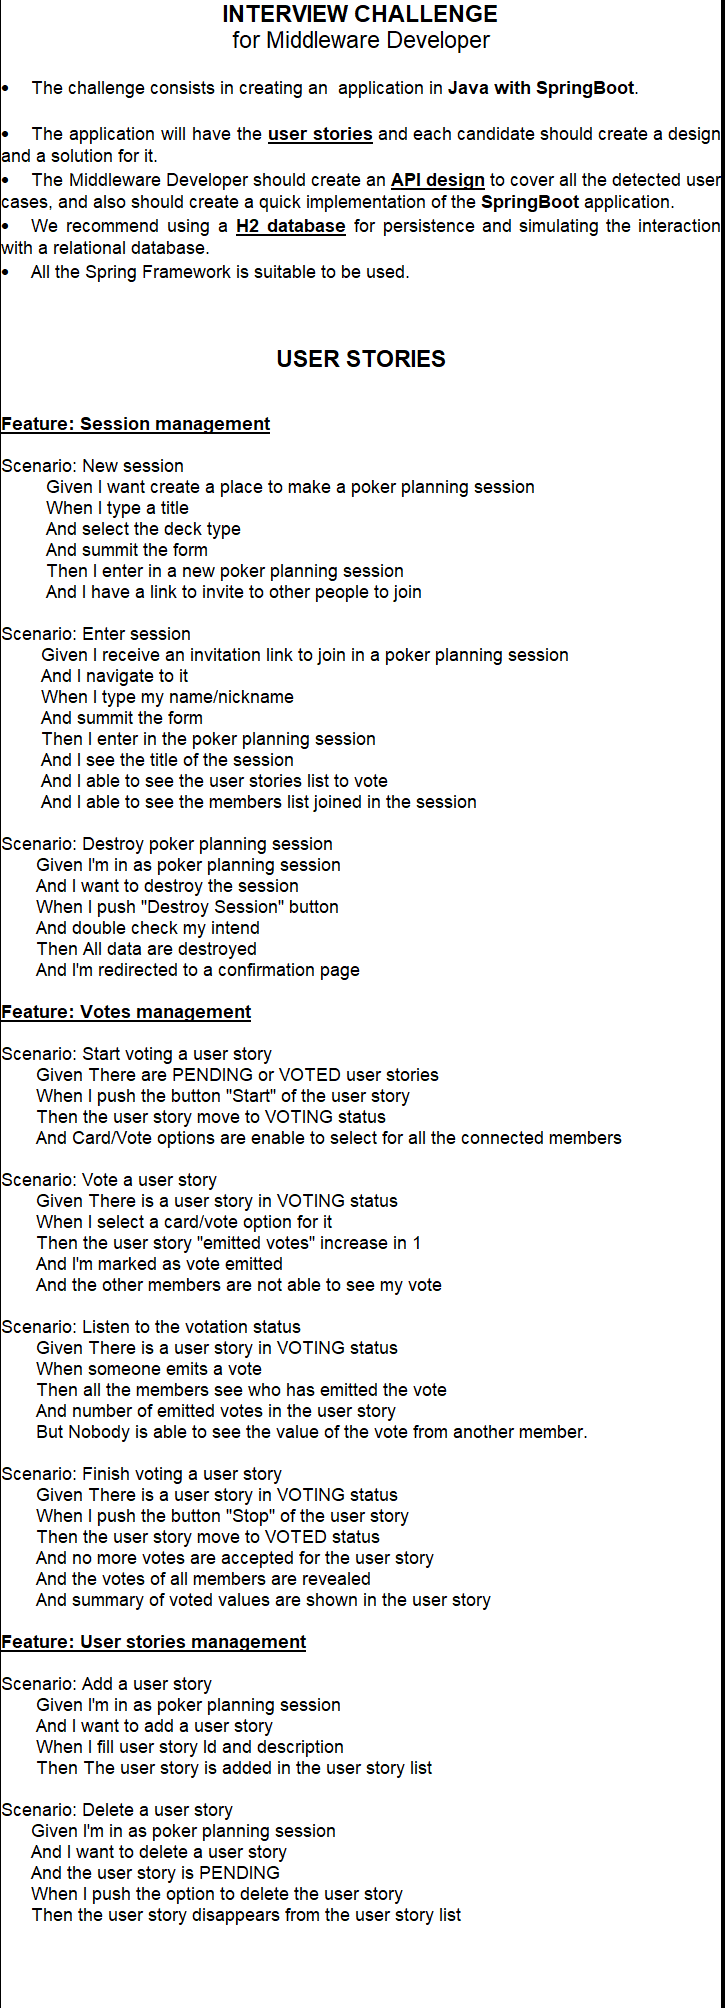 INTERVIEW CHALLENGE
for Middleware Developer
• The challenge consists in creating an application in Java with SpringBoot.
• The application will have the user stories and each candidate should create a design
and a solution for it.
• The Middleware Developer should create an API design to cover all the detected user
cases, and also should create a quick implementation of the SpringBoot application.
• We recommend using a H2 database for persistence and simulating the interaction
with a relational database.
• All the Spring Framework is suitable to be used.
USER STORIES
Feature: Session management
Scenario: New session
Given I want create a place to make a poker planning session
When I type a title
And select the deck type
And summit the form
Then I enter in a new poker planning session
And I have a link to invite to other people to join
Scenario: Enter session
Given I receive an invitation link to join in a poker planning session
And I navigate to it
When I type my name/nickname
And summit the form
Then I enter in the poker planning session
And I see the title of the session
And I able to see the user stories list to vote
And I able to see the members list joined in the session
Scenario: Destroy poker planning session
Given I'm in as poker planning session
And I want to destroy the session
When I push "Destroy Session" button
And double check my intend
Then All data are destroyed
And I'm redirected to a confirmation page
Feature: Votes management
Scenario: Start voting a user story
Given There are PENDING or VOTED user stories
When I push the button "Start" of the user story
Then the user story move to VOTING status
And Card/Vote options are enable to select for all the connected members
Scenario: Vote a user story
Given There is a user story in VOTING status
When I select a card/vote option for it
Then the user story "emitted votes" increase in 1
And I'm marked as vote emitted
And the other members are not able to see my vote
Scenario: Listen to the votation status
Given There is a user story in VOTING status
When someone emits a vote
Then all the members see who has emitted the vote
And number of emitted votes in the user story
But Nobody is able to see the value of the vote from another member.
Scenario: Finish voting a user story
Given There is a user story in VOTING status
When I push the button "Stop" of the user story
Then the user story move to VOTED status
And no more votes are accepted for the user story
And the votes of all members are revealed
And summary of voted values are shown in the user story
Feature: User stories management
Scenario: Add a user story
Given I'm in as poker planning session
And I want to add a user story
When I fill user story Id and description
Then The user story is added in the user story list
Scenario: Delete a user story
Given I'm in as poker planning session
And I want to delete a user story
And the user story is PENDING
When I push the option to delete the user story
Then the user story disappears from the user story list